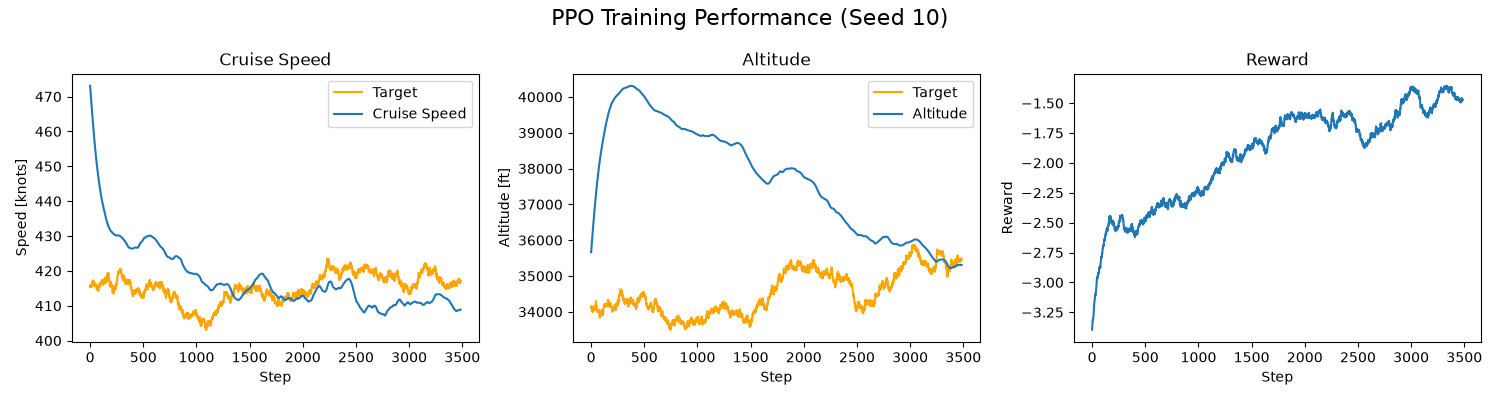 PPO Training Performance (Seed 10)
Cruise Speed
Speed [knots]
470
460
450
440
430
420
410
400
0 500 1000 1500 2000 2500 3000 3500
Step
Target
Cruise Speed
Altitude
Altitude [ft]
40000
39000
38000
37000
36000
35000
34000
0 500 1000 1500 2000 2500 3000 3500
Step
Target
Altitude
Reward
Reward
−1.50
−1.75
−2.00
−2.25
−2.50
−2.75
−3.00
−3.25
0 500 1000 1500 2000 2500 3000 3500
Step